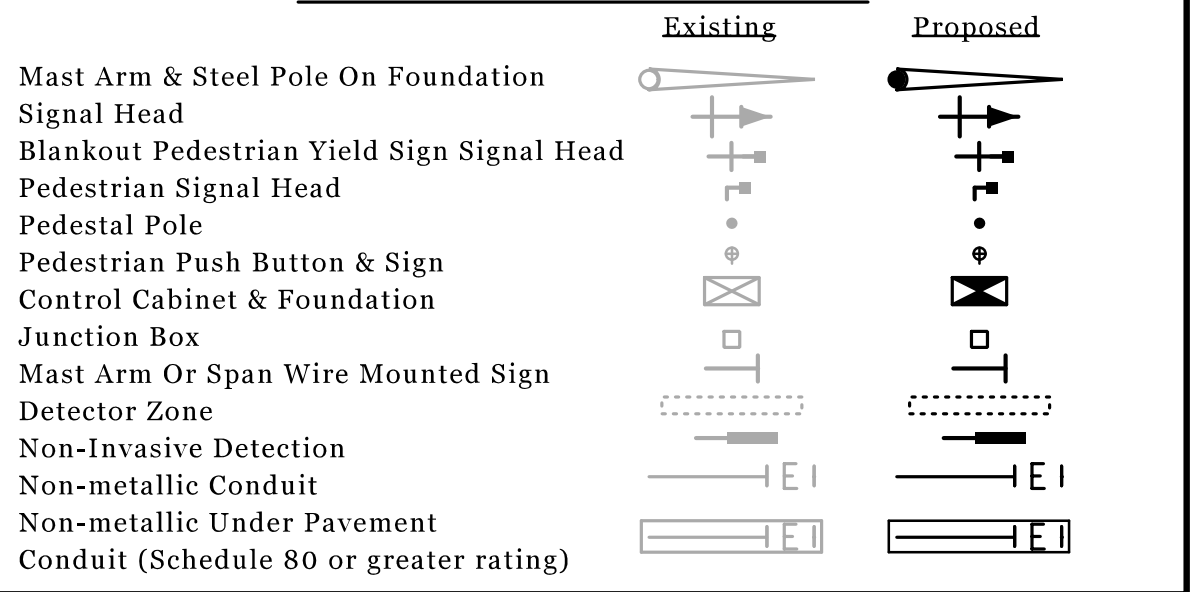 Existing Proposed
Mast Arm & Steel Pole On Foundation
Signal Head
Blankout Pedestrian Yield Sign Signal Head
Pedestrian Signal Head
Pedestal Pole
Pedestrian Push Button & Sign
Control Cabinet & Foundation
Junction Box
Mast Arm Or Span Wire Mounted Sign
Detector Zone
Non-Invasive Detection
Non-metallic Conduit E E
Non-metallic Under Pavement E E
Conduit (Schedule 80 or greater rating)